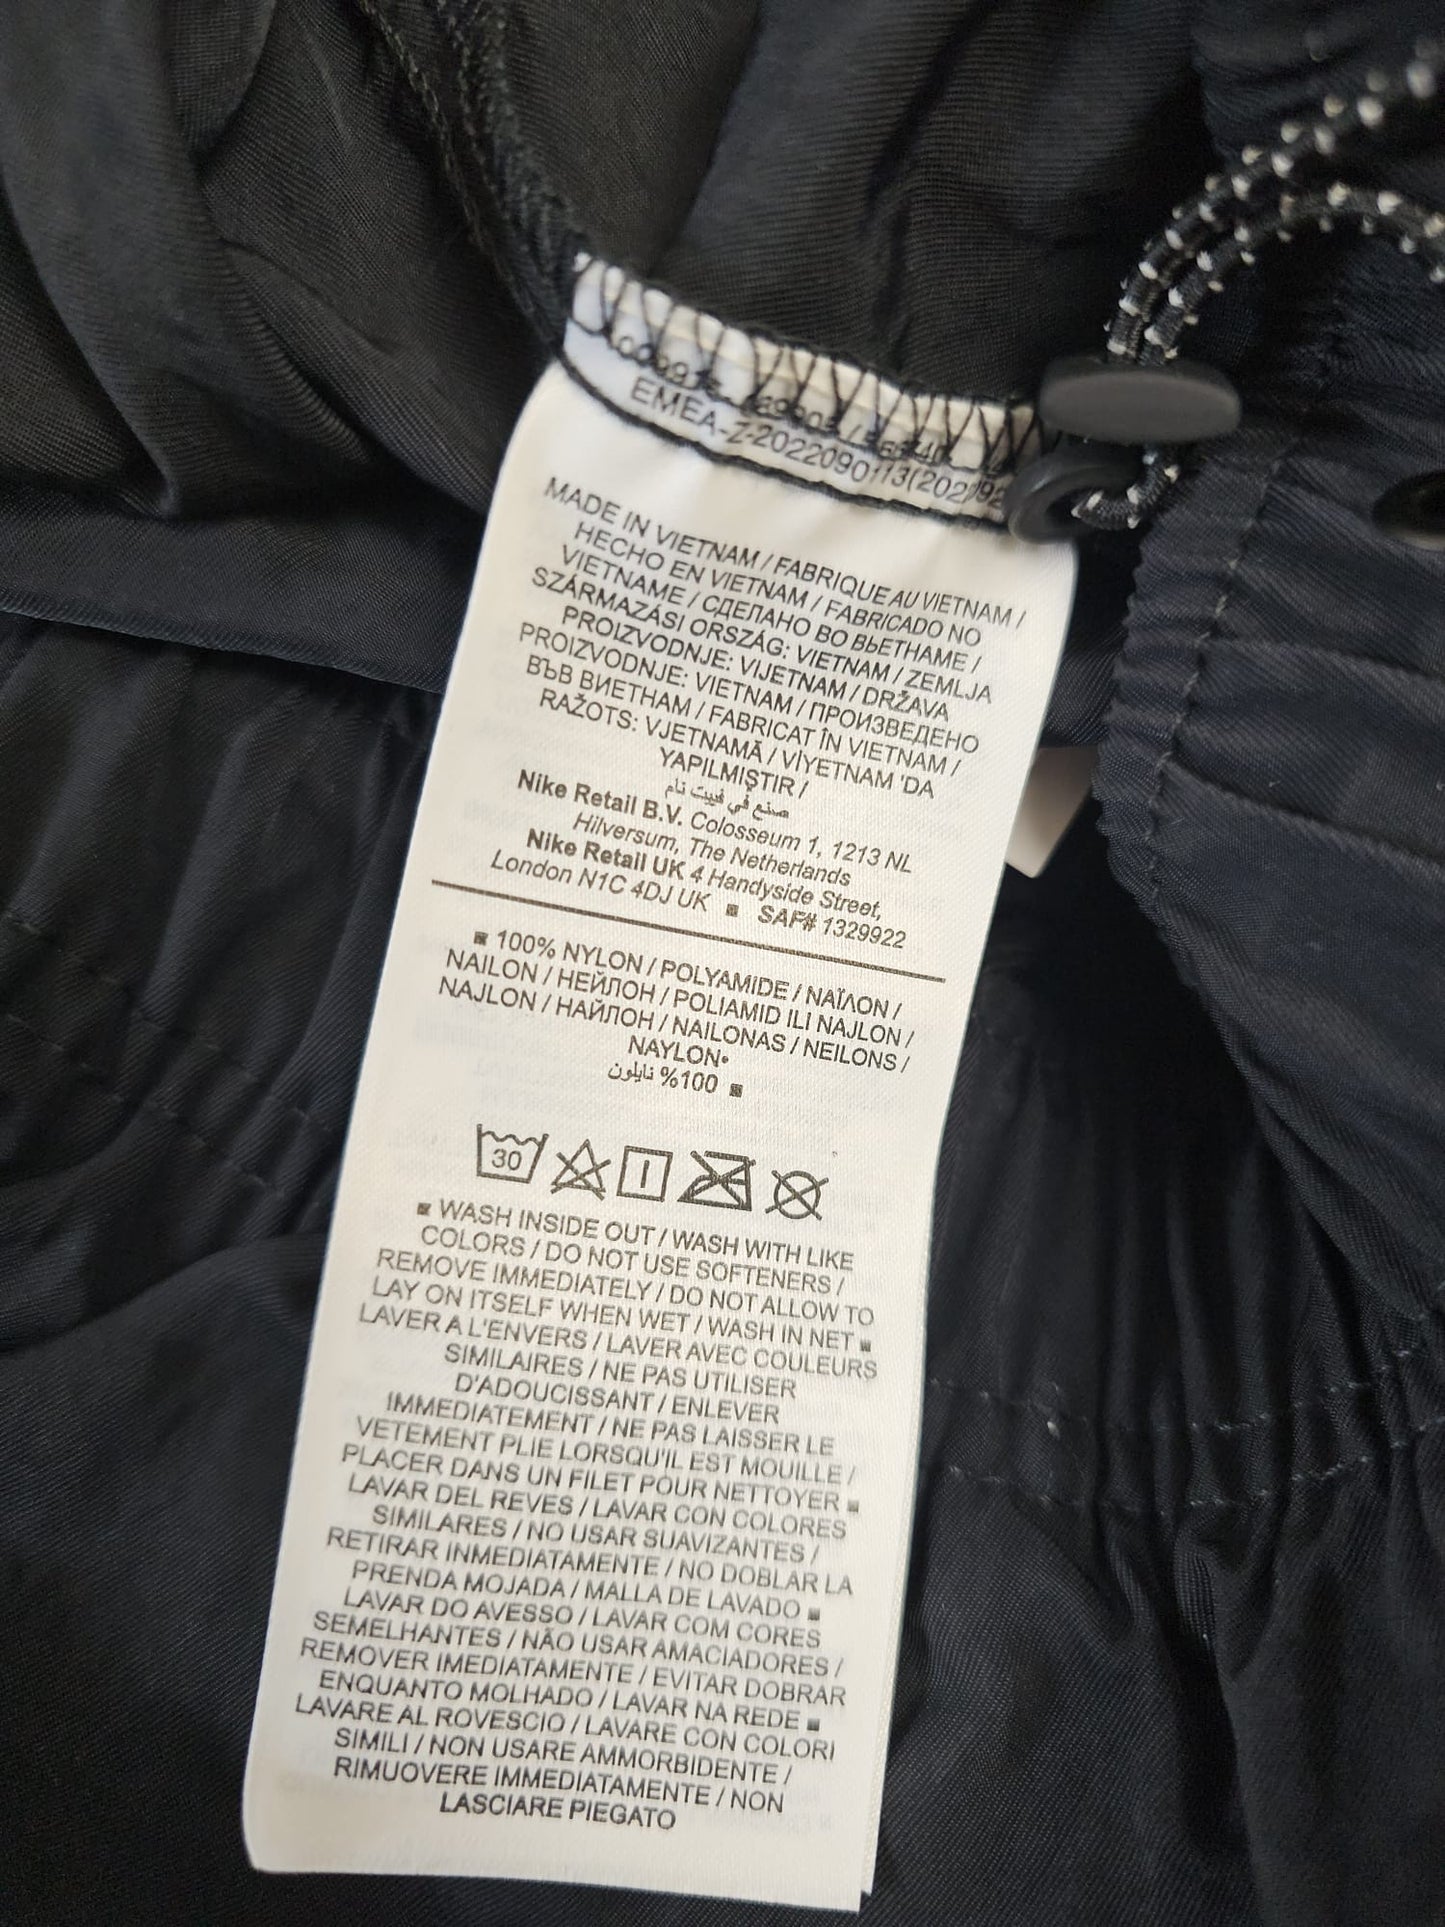 EMEA-Z-2022090113(202
MADE IN VIETNAM / FABRIQUE AU VIETNAM /
HECHO EN VIETNAM / FABRICADO NO
VIETNAME / СДЕЛАНО ВО ВЬЕТНАМЕ /
SZÁRMAZÁSI ORSZÁG: VIETNAM / ZEMLJA
PROIZVODNJE: VIJETNAM / DRŽAVA
PROIZVODNJE: VIETNAM / ПРОИЗВЕДЕНО
ВЪВ ВИЕТНАМ / FABRICAT ÎN VIETNAM /
RAŽOTS: VJETNAMĀ / VİYETNAM 'DA
YAPILMIŞTIR /
صنع في فييت نام
Nike Retail B.V. Colosseum 1, 1213 NL
Hilversum, The Netherlands
Nike Retail UK 4 Handyside Street,
London N1C 4DJ UK ▪ SAF# 1329922
▪ 100% NYLON / POLYAMIDE / ΝΑΪΛΟΝ /
NAILON / НЕЙЛОН / POLIAMID ILI NAJLON /
NAJLON / НАЙЛОН / NAILONAS / NEILONS /
NAYLON•
100% نايلون ▪
30
▪ WASH INSIDE OUT / WASH WITH LIKE
COLORS / DO NOT USE SOFTENERS /
REMOVE IMMEDIATELY / DO NOT ALLOW TO
LAY ON ITSELF WHEN WET / WASH IN NET ▪
LAVER A L'ENVERS / LAVER AVEC COULEURS
SIMILAIRES / NE PAS UTILISER
D'ADOUCISSANT / ENLEVER
IMMEDIATEMENT / NE PAS LAISSER LE
VETEMENT PLIE LORSQU'IL EST MOUILLE /
PLACER DANS UN FILET POUR NETTOYER ▪
LAVAR DEL REVES / LAVAR CON COLORES
SIMILARES / NO USAR SUAVIZANTES /
RETIRAR INMEDIATAMENTE / NO DOBLAR LA
PRENDA MOJADA / MALLA DE LAVADO ▪
LAVAR DO AVESSO / LAVAR COM CORES
SEMELHANTES / NÃO USAR AMACIADORES /
REMOVER IMEDIATAMENTE / EVITAR DOBRAR
ENQUANTO MOLHADO / LAVAR NA REDE ▪
LAVARE AL ROVESCIO / LAVARE CON COLORI
SIMILI / NON USARE AMMORBIDENTE /
RIMUOVERE IMMEDIATAMENTE / NON
LASCIARE PIEGATO